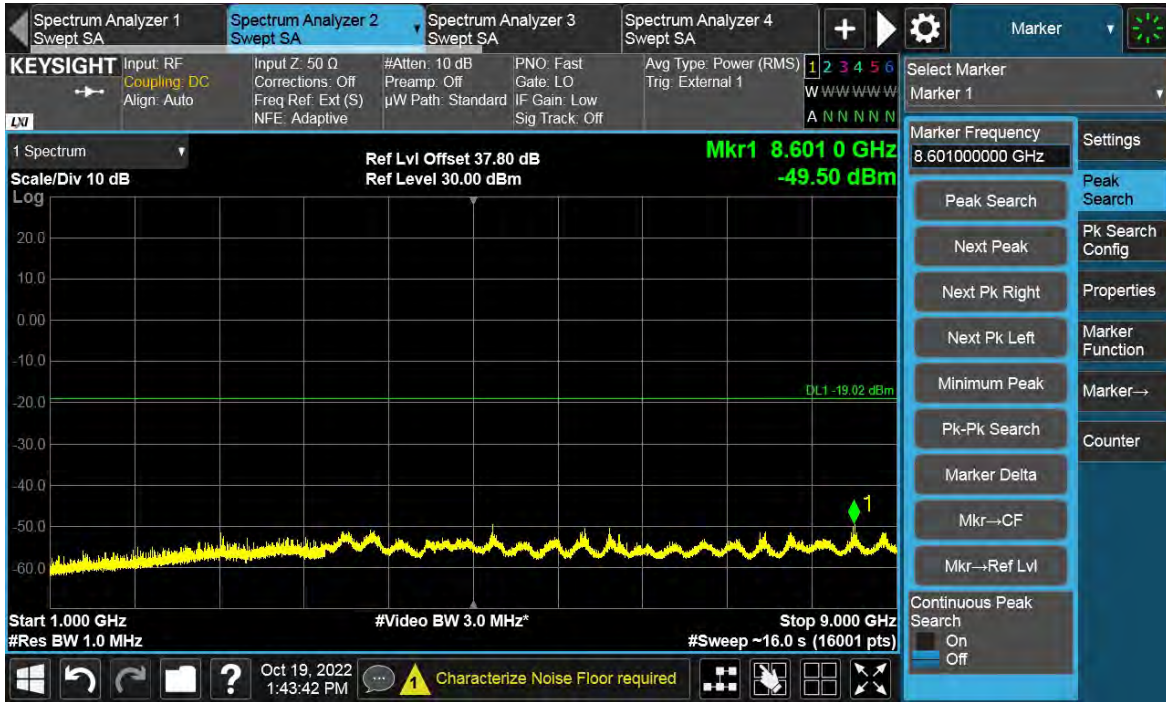 Spectrum Analyzer 1
Swept SA
Spectrum Analyzer 2
Swept SA
Spectrum Analyzer 3
Swept SA
Spectrum Analyzer 4
Swept SA
+
Marker
KEYSIGHT
LXI
Input: RF
Coupling: DC
Align: Auto
Input Z: 50 Ω
Corrections: Off
Freq Ref: Ext (S)
NFE: Adaptive
#Atten: 10 dB
Preamp: Off
µW Path: Standard
PNO: Fast
Gate: LO
IF Gain: Low
Sig Track: Off
Avg Type: Power (RMS)
Trig: External 1
1 2 3 4 5 6
W W W W W W
A N N N N N
Select Marker
Marker 1
1 Spectrum
Scale/Div 10 dB
Log
Ref Lvl Offset 37.80 dB
Ref Level 30.00 dBm
Mkr1 8.601 0 GHz
-49.50 dBm
20.0
10.0
0.00
-10.0
-20.0
-30.0
-40.0
-50.0
-60.0
DL1 -19.02 dBm
1
Start 1.000 GHz
#Res BW 1.0 MHz
#Video BW 3.0 MHz*
Stop 9.000 GHz
#Sweep ~16.0 s (16001 pts)
Marker Frequency
8.601000000 GHz
Peak Search
Next Peak
Next Pk Right
Next Pk Left
Minimum Peak
Pk-Pk Search
Marker Delta
Mkr→CF
Mkr→Ref Lvl
Continuous Peak
Search
On
Off
Settings
Peak
Search
Pk Search
Config
Properties
Marker
Function
Marker→
Counter
?
Oct 19, 2022
1:43:42 PM
1
Characterize Noise Floor required